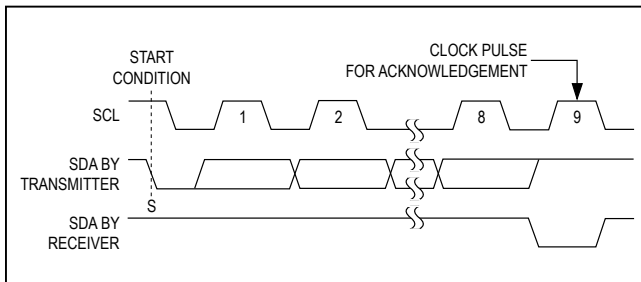 START
CONDITION
CLOCK PULSE
FOR ACKNOWLEDGEMENT
SCL
1
2
8
9
SDA BY
TRANSMITTER
S
SDA BY
RECEIVER